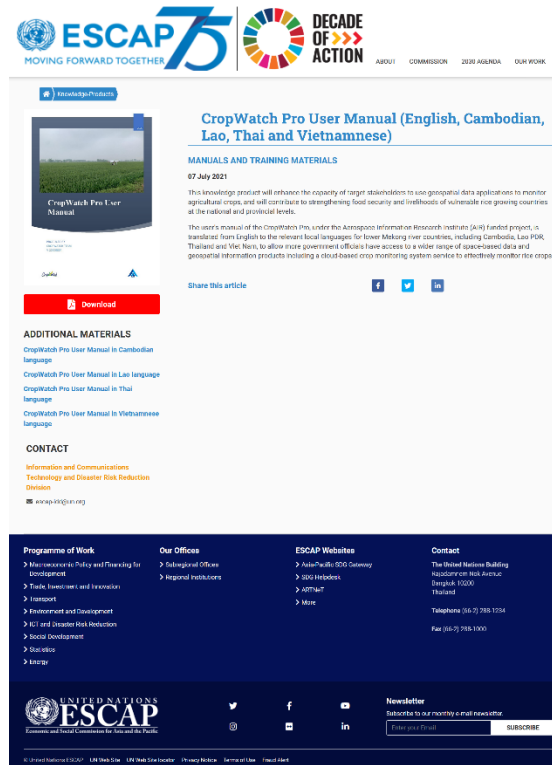 ESCAP 75
MOVING FORWARD TOGETHER
DECADE
OF >>>
ACTION
ABOUT COMMISSION 2030 AGENDA OUR WORK
Knowledge-Products
CropWatch Pro User
Manual
CropWatch Pro User Manual (English, Cambodian,
Lao, Thai and Vietnamnese)
MANUALS AND TRAINING MATERIALS
07 July 2021
This knowledge product will enhance the capacity of target stakeholders to use geospatial data applications to monitor
agricultural crops, and will contribute to strengthening food security and livelihoods of vulnerable rice growing countries
at the national and provincial levels.
The user's manual of the CropWatch Pro, under the Aerospace Information Research Institute (AIR) funded project, is
translated from English to the relevant local languages for lower Mekong river countries, including Cambodia, Lao PDR,
Thailand and Viet Nam, to allow more government officials have access to a wider range of space-based data and
geospatial information products including a cloud-based crop monitoring system service to effectively monitor rice crops
Share this article
Download
ADDITIONAL MATERIALS
CropWatch Pro User Manual in Cambodian
language
CropWatch Pro User Manual in Lao language
CropWatch Pro User Manual in Thai
language
CropWatch Pro User Manual in Vietnamnese
language
CONTACT
Information and Communications
Technology and Disaster Risk Reduction
Division
escap-idd@un.org
Programme of Work
Macroeconomic Policy and Financing for
Development
Trade, Investment and Innovation
Transport
Environment and Development
ICT and Disaster Risk Reduction
Social Development
Statistics
Energy
Our Offices
Subregional Offices
Regional Institutions
ESCAP Websites
Asia-Pacific SDG Gateway
SDG Helpdesk
ARTNeT
More
Contact
The United Nations Building
Rajadamnern Nok Avenue
Bangkok 10200
Thailand
Telephone (66-2) 288-1234
Fax (66-2) 288-1000
UNITED NATIONS
ESCAP
Economic and Social Commission for Asia and the Pacific
Newsletter
Subscribe to our monthly e-mail newsletter.
Enter your Email SUBSCRIBE
© United Nations ESCAP UN Web Site UN Web Site locator Privacy Notice Terms of Use Fraud Alert